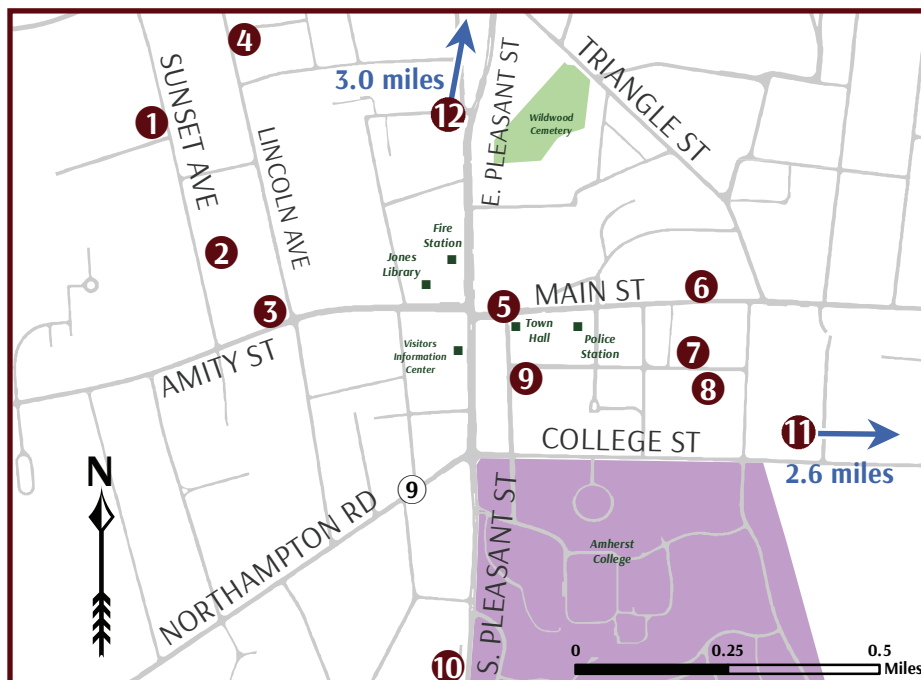 4
3.0 miles
12
SUNSET AVE
1
LINCOLN AVE
E. PLEASANT ST
Wildwood
Cemetery
TRIANGLE ST
2
Fire
Station
Jones
Library
3
MAIN ST
6
5
Town
Hall
Police
Station
AMITY ST
Visitors
Information
Center
7
9
8
COLLEGE ST
11
2.6 miles
N
9
NORTHAMPTON RD
S. PLEASANT ST
Amherst
College
10
0 0.25 0.5
Miles